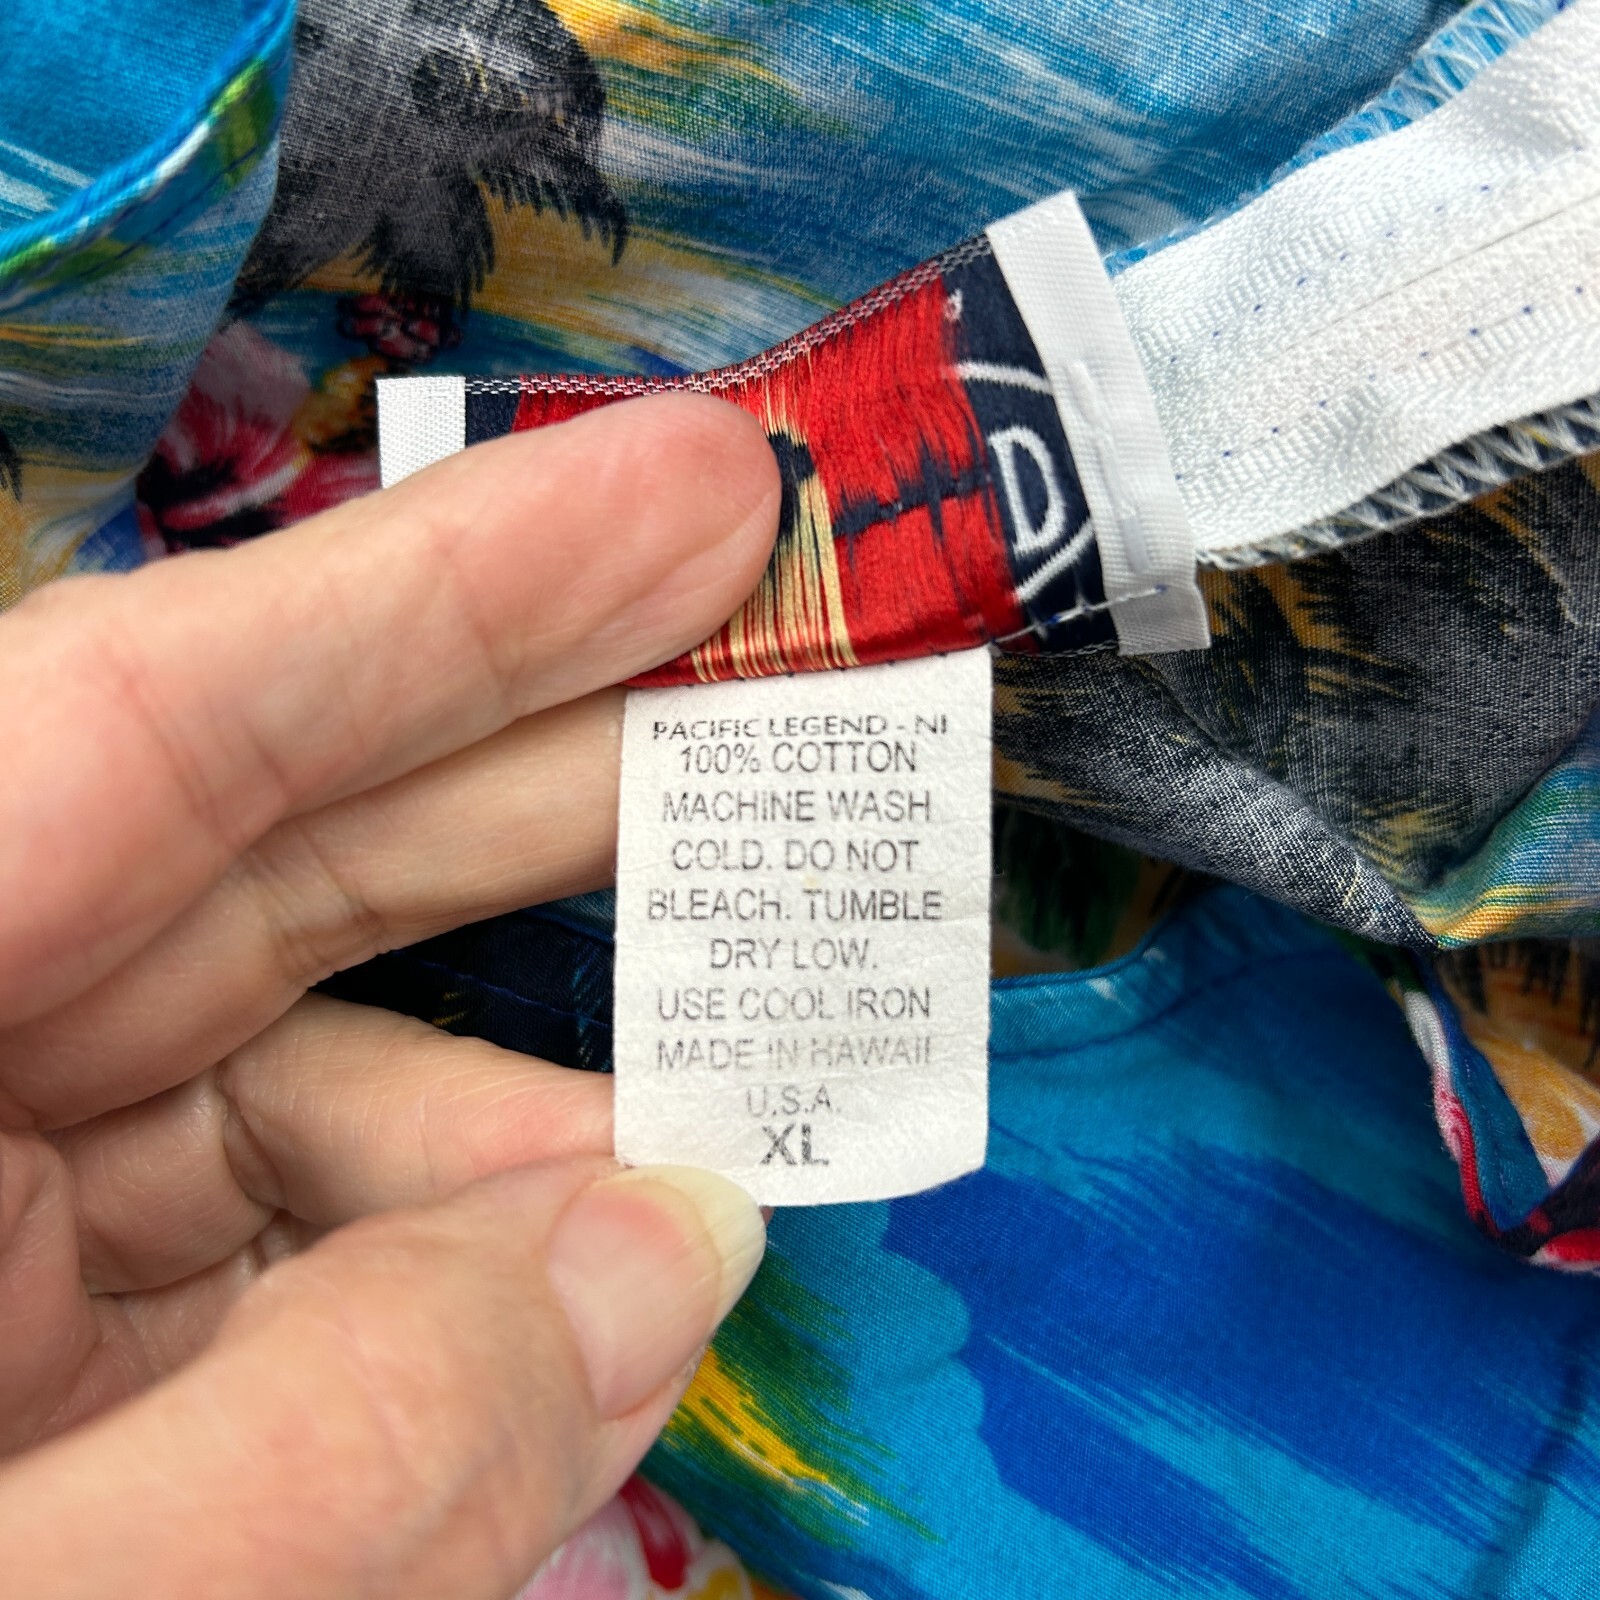 D
PACIFIC LEGEND - NI
100% COTTON
MACHINE WASH
COLD. DO NOT
BLEACH. TUMBLE
DRY LOW.
USE COOL IRON
MADE IN HAWAII
U.S.A.
XL